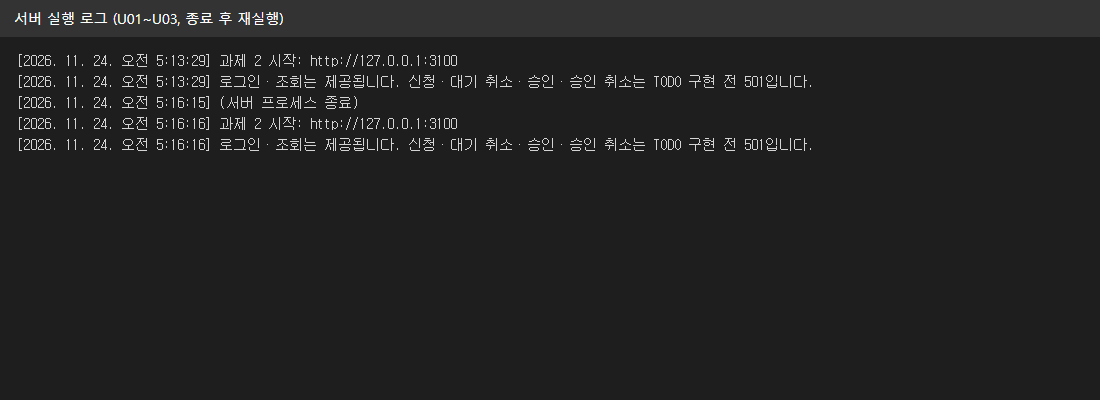 서버 실행 로그 (U01~U03, 종료 후 재실행)
[2026. 11. 24. 오전 5:13:29] 과제 2 시작: http://127.0.0.1:3100
[2026. 11. 24. 오전 5:13:29] 로그인·조회는 제공됩니다. 신청·대기 취소·승인·승인 취소는 TODO 구현 전 501입니다.
[2026. 11. 24. 오전 5:16:15] (서버 프로세스 종료)
[2026. 11. 24. 오전 5:16:16] 과제 2 시작: http://127.0.0.1:3100
[2026. 11. 24. 오전 5:16:16] 로그인·조회는 제공됩니다. 신청·대기 취소·승인·승인 취소는 TODO 구현 전 501입니다.